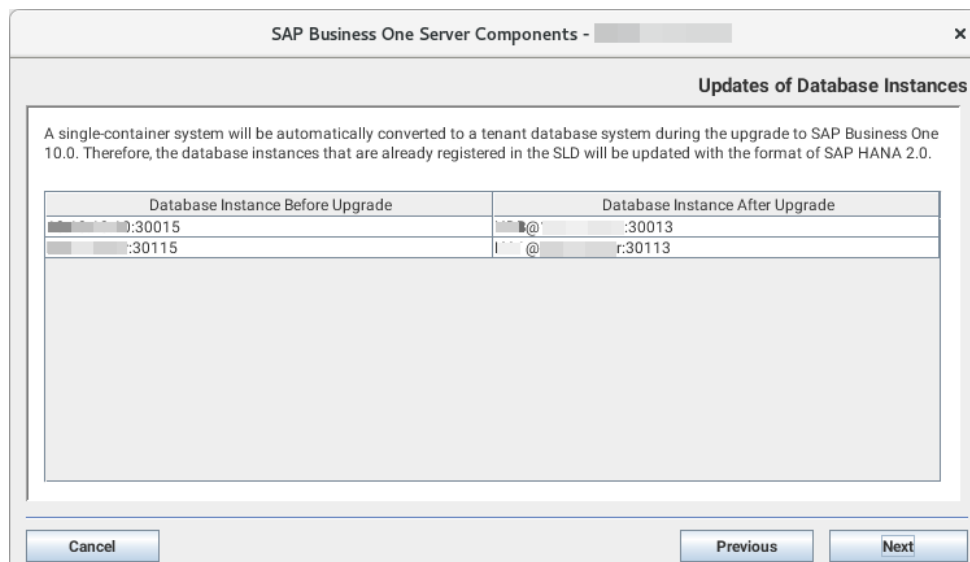 SAP Business One Server Components -
×
Updates of Database Instances
A single-container system will be automatically converted to a tenant database system during the upgrade to SAP Business One
10.0. Therefore, the database instances that are already registered in the SLD will be updated with the format of SAP HANA 2.0.
Database Instance Before Upgrade Database Instance After Upgrade
:30015 @ :30013
:30115 @ r:30113
Cancel Previous Next